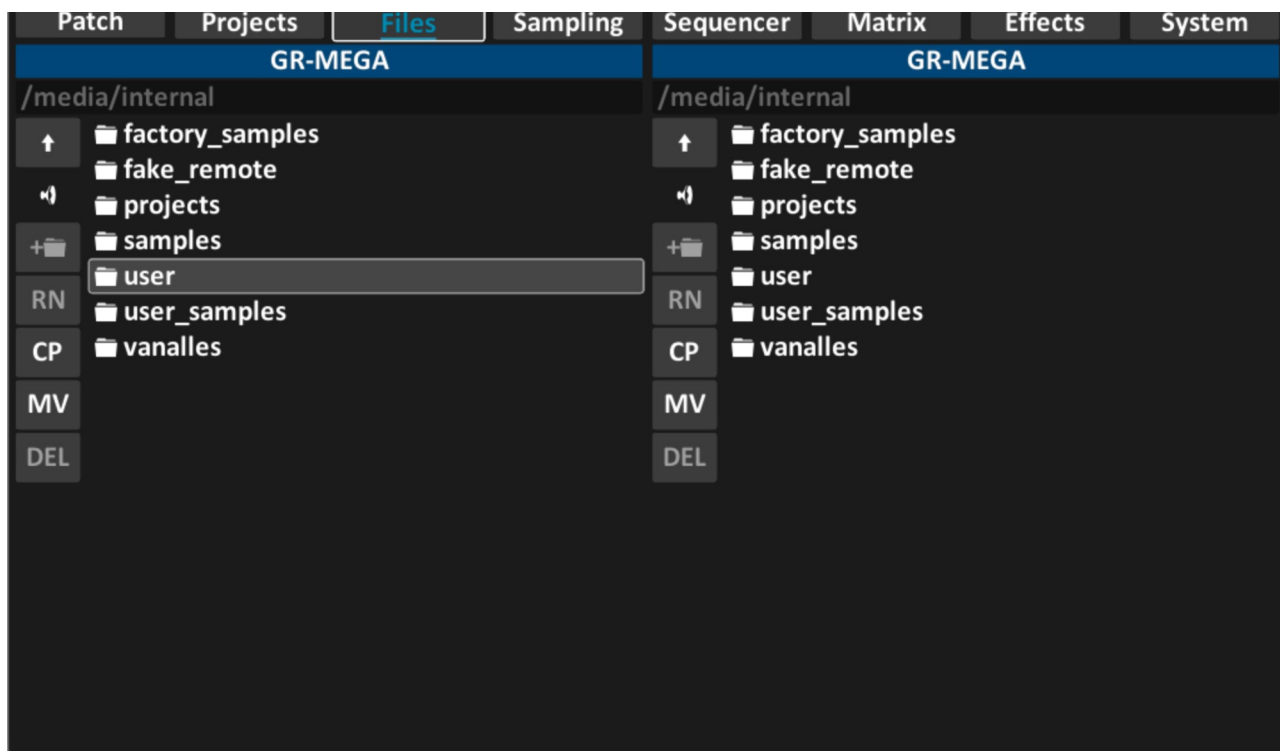 Patch Projects Files Sampling Sequencer Matrix Effects System
GR-MEGA
/media/internal
factory_samples
fake_remote
projects
samples
user
user_samples
vanalles
+
RN
CP
MV
DEL
GR-MEGA
/media/internal
factory_samples
fake_remote
projects
samples
user
user_samples
vanalles
+
RN
CP
MV
DEL